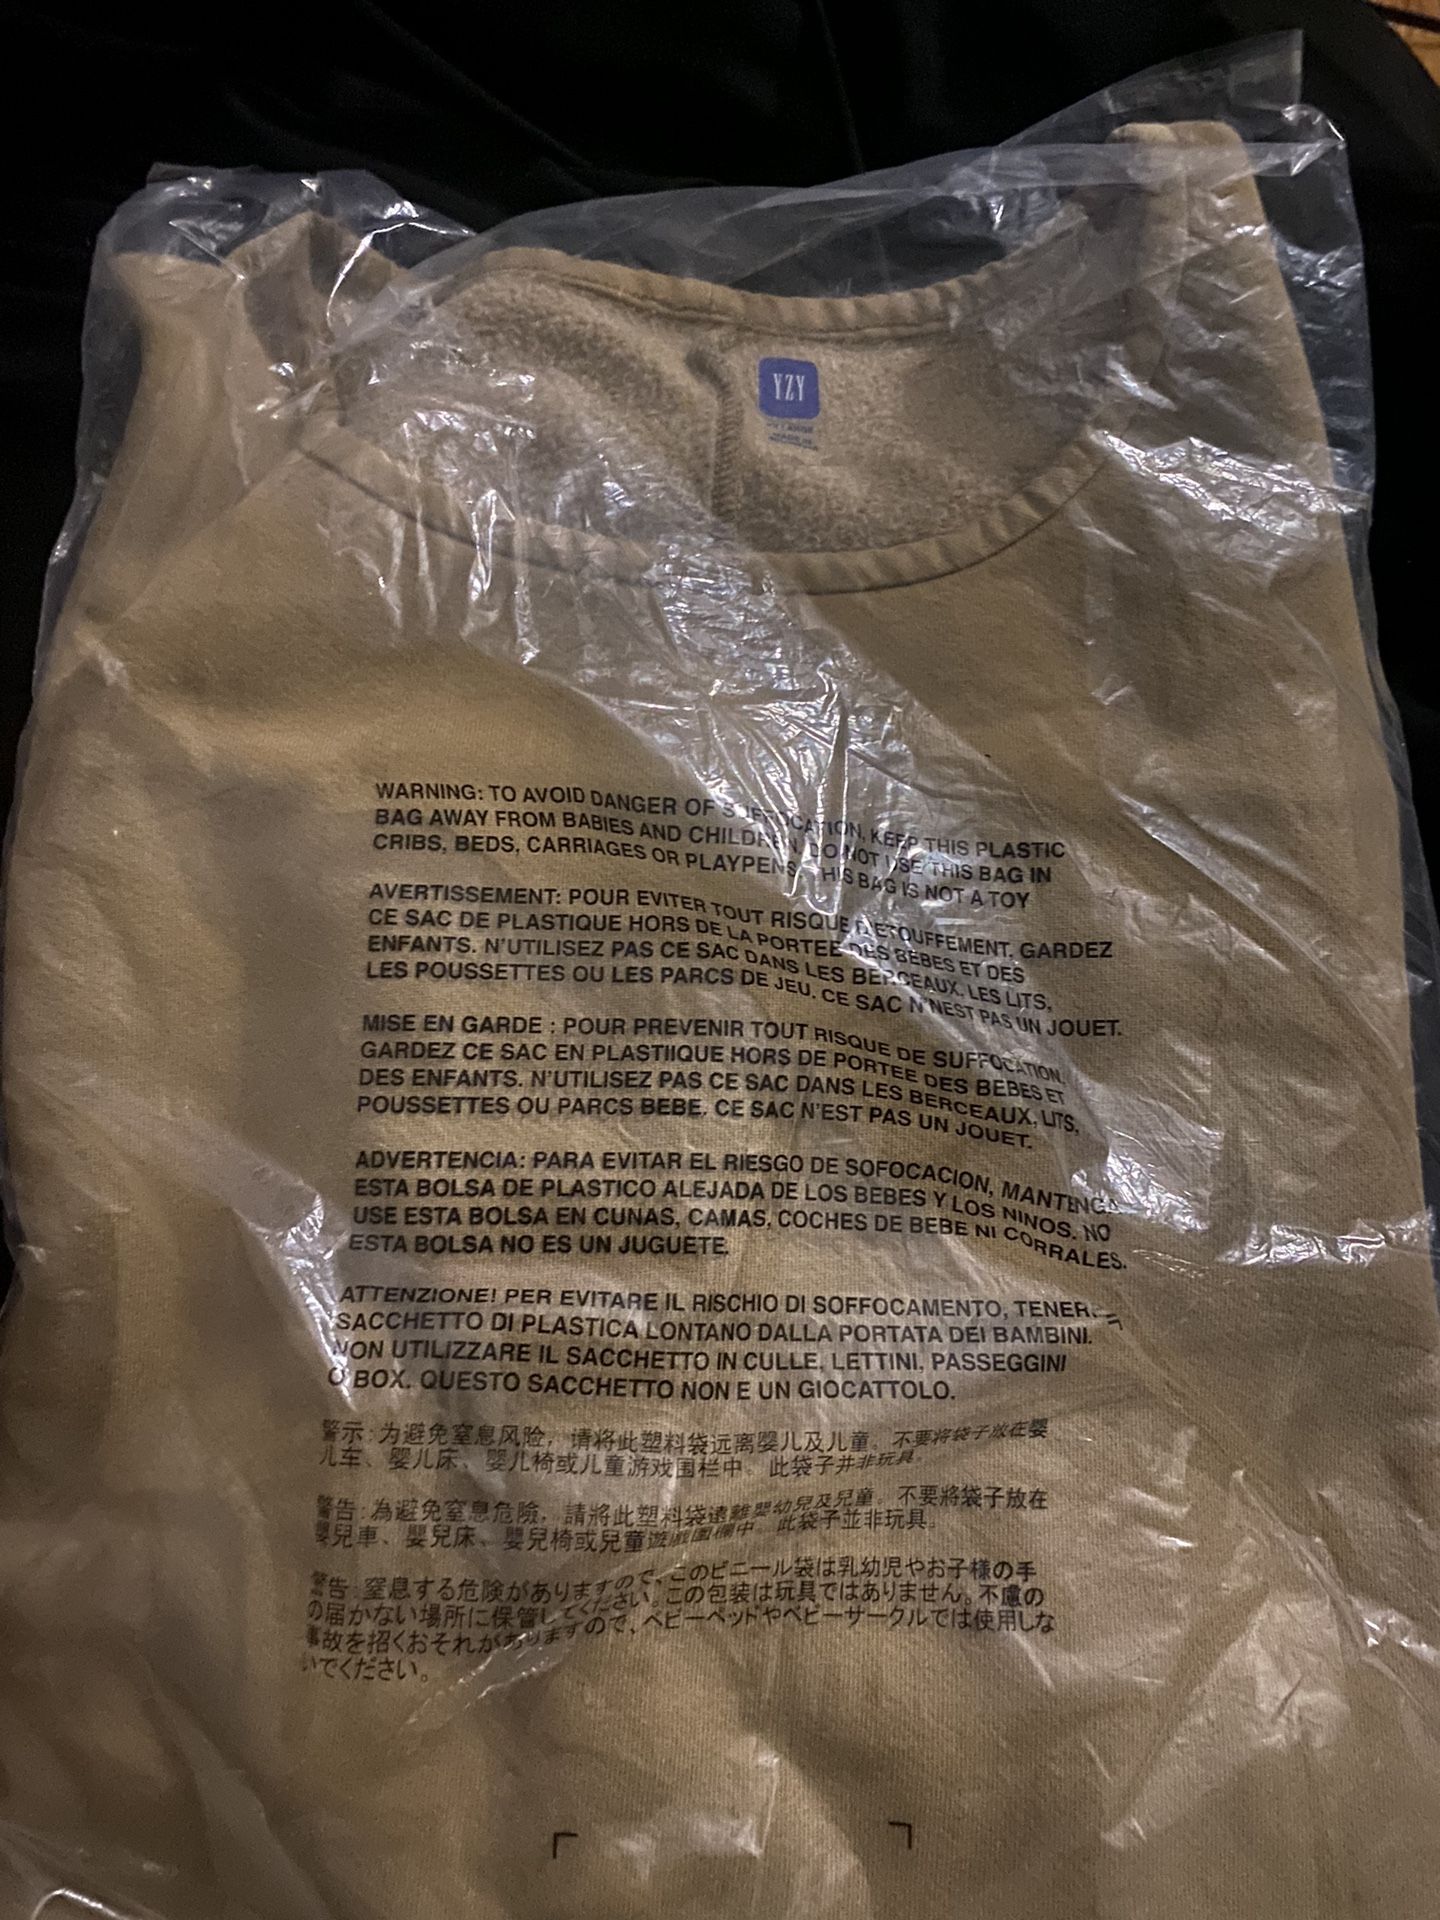 YZY
WARNING: TO AVOID DANGER OF SUFFOCATION, KEEP THIS PLASTIC
BAG AWAY FROM BABIES AND CHILDREN. DO NOT USE THIS BAG IN
CRIBS, BEDS, CARRIAGES OR PLAYPENS. THIS BAG IS NOT A TOY
AVERTISSEMENT: POUR EVITER TOUT RISQUE D'ETOUFFEMENT. GARDEZ
CE SAC DE PLASTIQUE HORS DE LA PORTEE DES BEBES ET DES
ENFANTS. N'UTILISEZ PAS CE SAC DANS LES BERCEAUX, LES LITS,
LES POUSSETTES OU LES PARCS DE JEU. CE SAC N'NEST PAS UN JOUET.
MISE EN GARDE : POUR PREVENIR TOUT RISQUE DE SUFFOCATION,
GARDEZ CE SAC EN PLASTIIQUE HORS DE PORTEE DES BEBES ET
DES ENFANTS. N'UTILISEZ PAS CE SAC DANS LES BERCEAUX, LITS,
POUSSETTES OU PARCS BEBE. CE SAC N'EST PAS UN JOUET.
ADVERTENCIA: PARA EVITAR EL RIESGO DE SOFOCACION, MANTENGA
ESTA BOLSA DE PLASTICO ALEJADA DE LOS BEBES Y LOS NINOS. NO
USE ESTA BOLSA EN CUNAS, CAMAS, COCHES DE BEBE NI CORRALES.
ESTA BOLSA NO ES UN JUGUETE.
ATTENZIONE! PER EVITARE IL RISCHIO DI SOFFOCAMENTO, TENERE IL
SACCHETTO DI PLASTICA LONTANO DALLA PORTATA DEI BAMBINI.
NON UTILIZZARE IL SACCHETTO IN CULLE, LETTINI, PASSEGGINI
O BOX. QUESTO SACCHETTO NON E UN GIOCATTOLO.
警示：为避免窒息风险，请将此塑料袋远离婴儿及儿童。不要将袋子放在婴
儿车、婴儿床、婴儿椅或儿童游戏围栏中。此袋子并非玩具。
警告：為避免窒息危險，請將此塑料袋遠離嬰幼兒及兒童。不要將袋子放在
嬰兒車、嬰兒床、嬰兒椅或兒童遊戲圍欄中。此袋子並非玩具。
警告：窒息する危険がありますので、このビニール袋は乳幼児やお子様の手
の届かない場所に保管してください。この包装は玩具ではありません。不慮の
事故を招くおそれがありますので、ベビーベッドやベビーサークルでは使用しな
いでください。